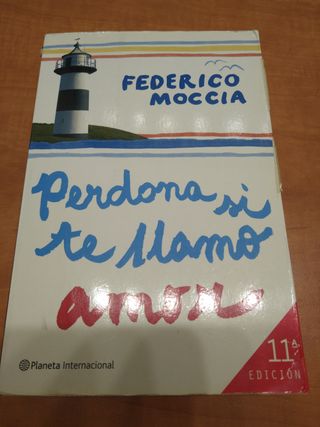 FEDERICO
MOCCIA
Perdona si
te llamo
amor
Planeta Internacional
11ª
EDICIÓN